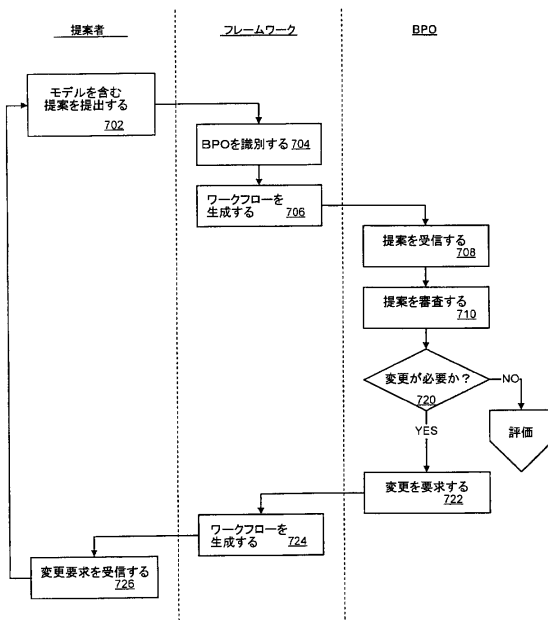 提案者
フレームワーク
BPO
モデルを含む
提案を提出する
702
BPOを識別する 704
ワークフローを
生成する 706
提案を受信する
708
提案を審査する
710
変更が必要か？
720
NO
YES
評価
変更を要求する
722
ワークフローを
生成する 724
変更要求を受信する
726